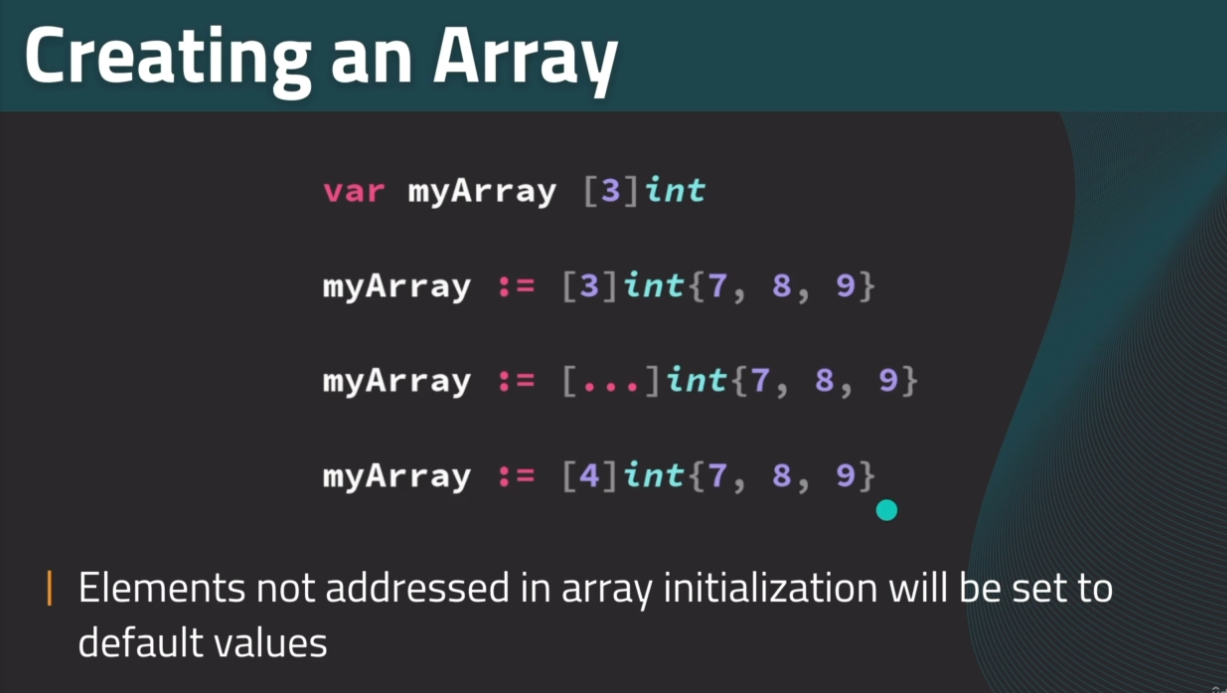 Creating an Array
var myArray [3]int
myArray := [3]int{7, 8, 9}
myArray := [...]int{7, 8, 9}
myArray := [4]int{7, 8, 9}
Elements not addressed in array initialization will be set to
default values